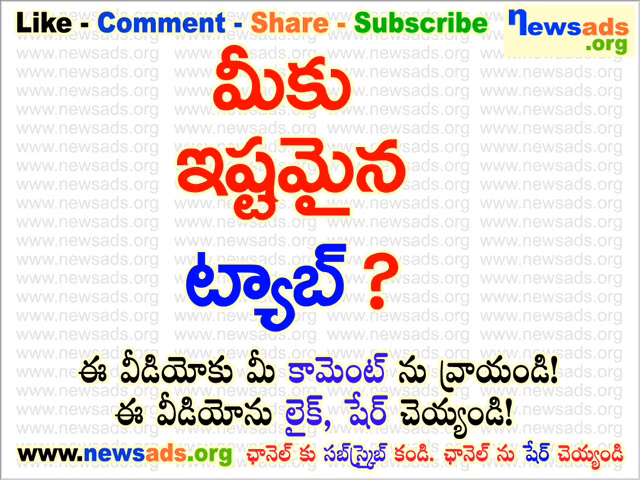 Like - Comment - Share - Subscribe
newsads
.org
మీకు
ఇష్టమైన
ట్యాబ్ ?
ఈ వీడియోకు మీ కామెంట్ ను వ్రాయండి!
ఈ వీడియోను లైక్, షేర్ చెయ్యండి!
www.newsads.org ఛానెల్ కు సబ్‌స్క్రైబ్ కండి. ఛానెల్ ను షేర్ చెయ్యండి